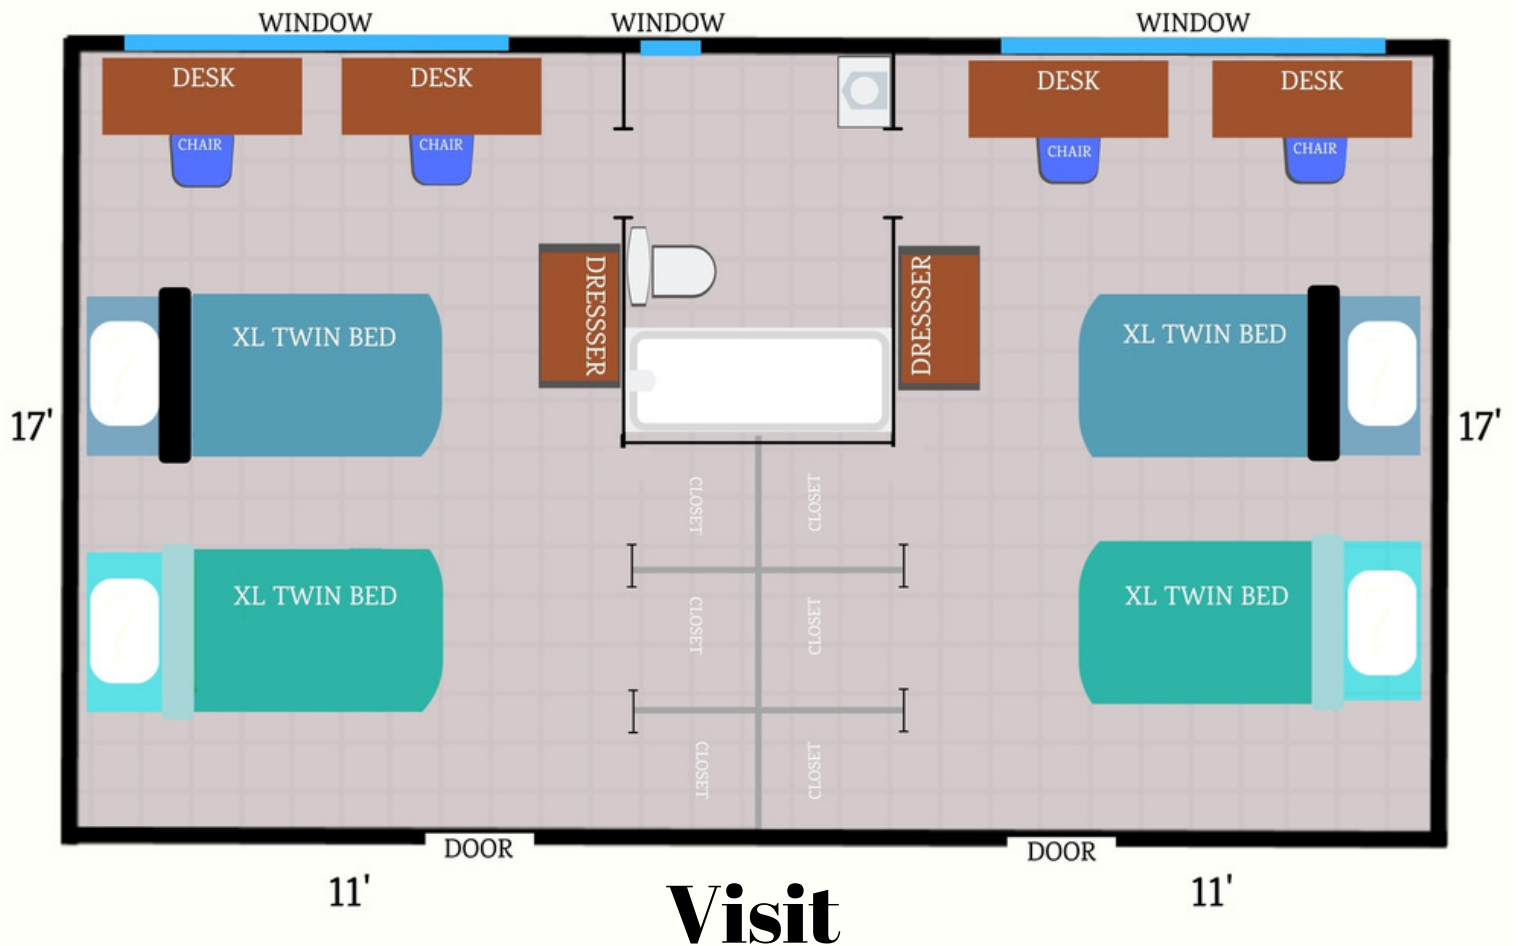 WINDOW
WINDOW
WINDOW
DESK
DESK
DESK
DESK
CHAIR
CHAIR
CHAIR
CHAIR
DRESSSER
DRESSSER
XL TWIN BED
XL TWIN BED
17'
17'
CLOSET
CLOSET
XL TWIN BED
CLOSET
CLOSET
XL TWIN BED
CLOSET
CLOSET
DOOR
DOOR
11'
11'
Visit